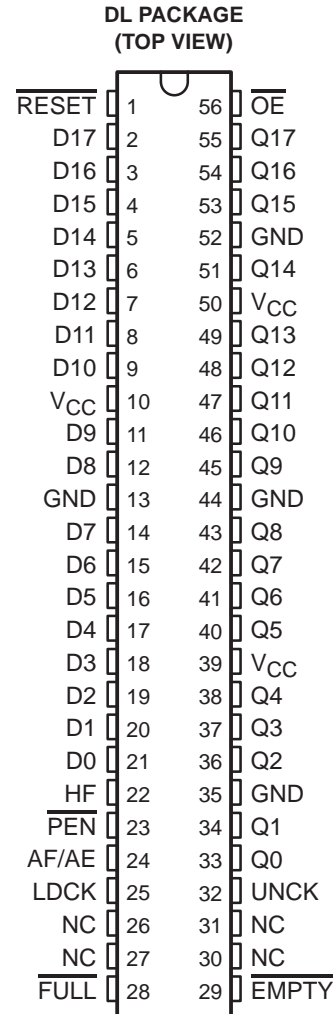 DL PACKAGE
(TOP VIEW)
RESET 1 56 OE
D17 2 55 Q17
D16 3 54 Q16
D15 4 53 Q15
D14 5 52 GND
D13 6 51 Q14
D12 7 50 VCC
D11 8 49 Q13
D10 9 48 Q12
VCC 10 47 Q11
D9 11 46 Q10
D8 12 45 Q9
GND 13 44 GND
D7 14 43 Q8
D6 15 42 Q7
D5 16 41 Q6
D4 17 40 Q5
D3 18 39 VCC
D2 19 38 Q4
D1 20 37 Q3
D0 21 36 Q2
HF 22 35 GND
PEN 23 34 Q1
AF/AE 24 33 Q0
LDCK 25 32 UNCK
NC 26 31 NC
NC 27 30 NC
FULL 28 29 EMPTY